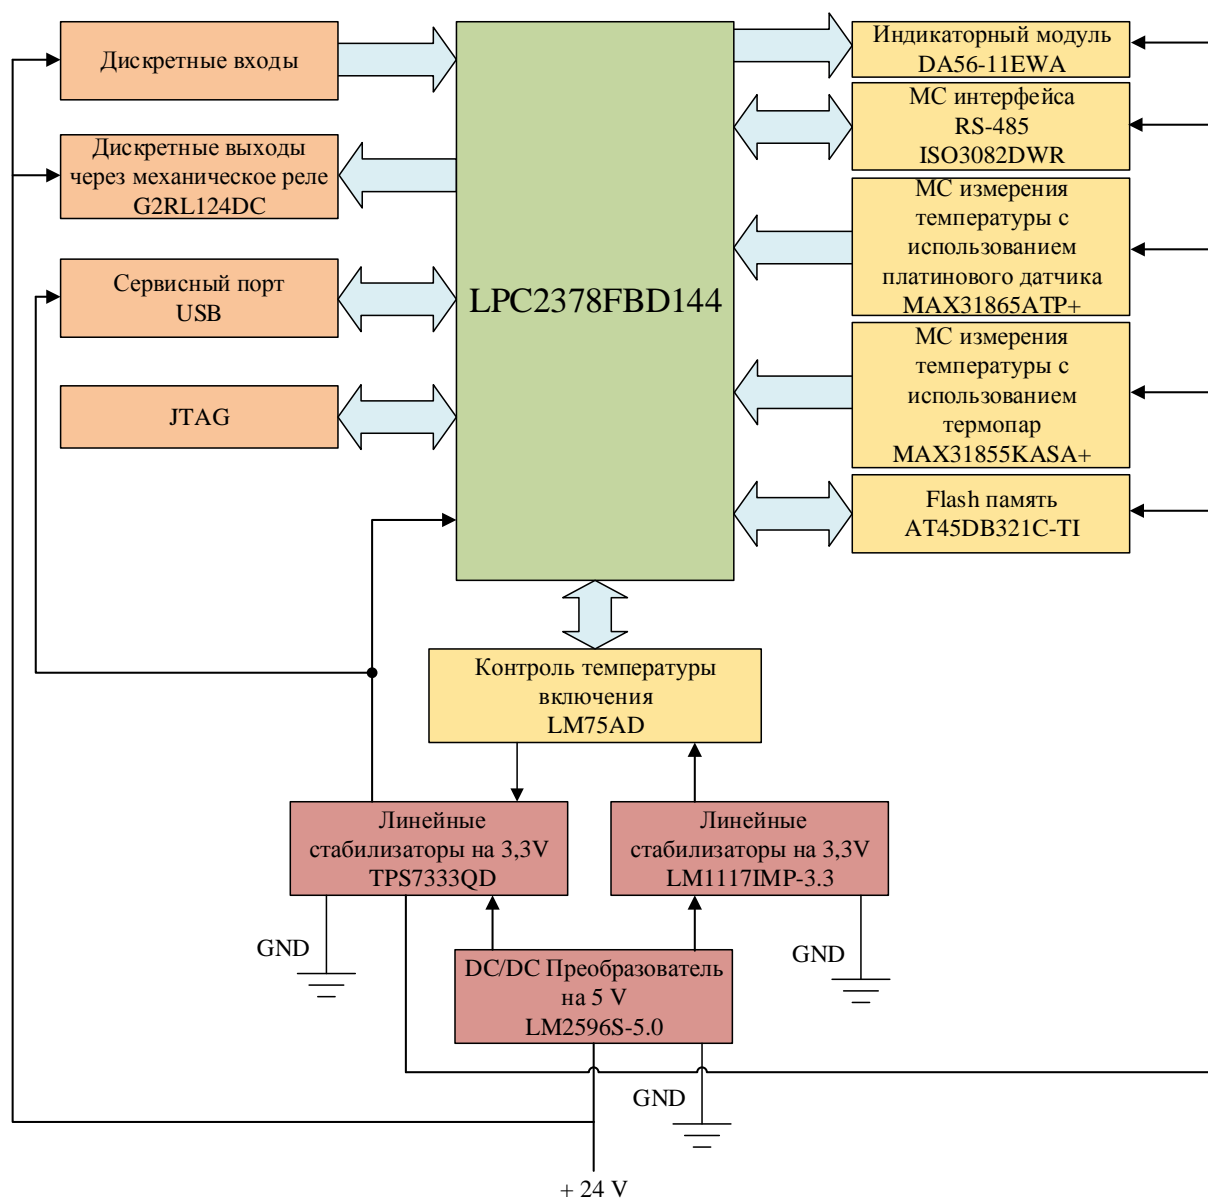 Дискретные входы
Дискретные выходы
через механическое реле
G2RL124DC
Сервисный порт
USB
JTAG
LPC2378FBD144
Индикаторный модуль
DA56-11EWA
МС интерфейса
RS-485
ISO3082DWR
МС измерения
температуры с
использованием
платинового датчика
MAX31865ATP+
МС измерения
температуры с
использованием
термопар
MAX31855KASA+
Flash память
AT45DB321C-TI
Контроль температуры
включения
LM75AD
Линейные
стабилизаторы на 3,3V
TPS7333QD
Линейные
стабилизаторы на 3,3V
LM1117IMP-3.3
GND
GND
DC/DC Преобразователь
на 5 V
LM2596S-5.0
GND
+ 24 V